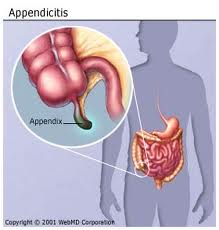 Appendicitis
Appendix
Copyright © 2001 WebMD Corporation